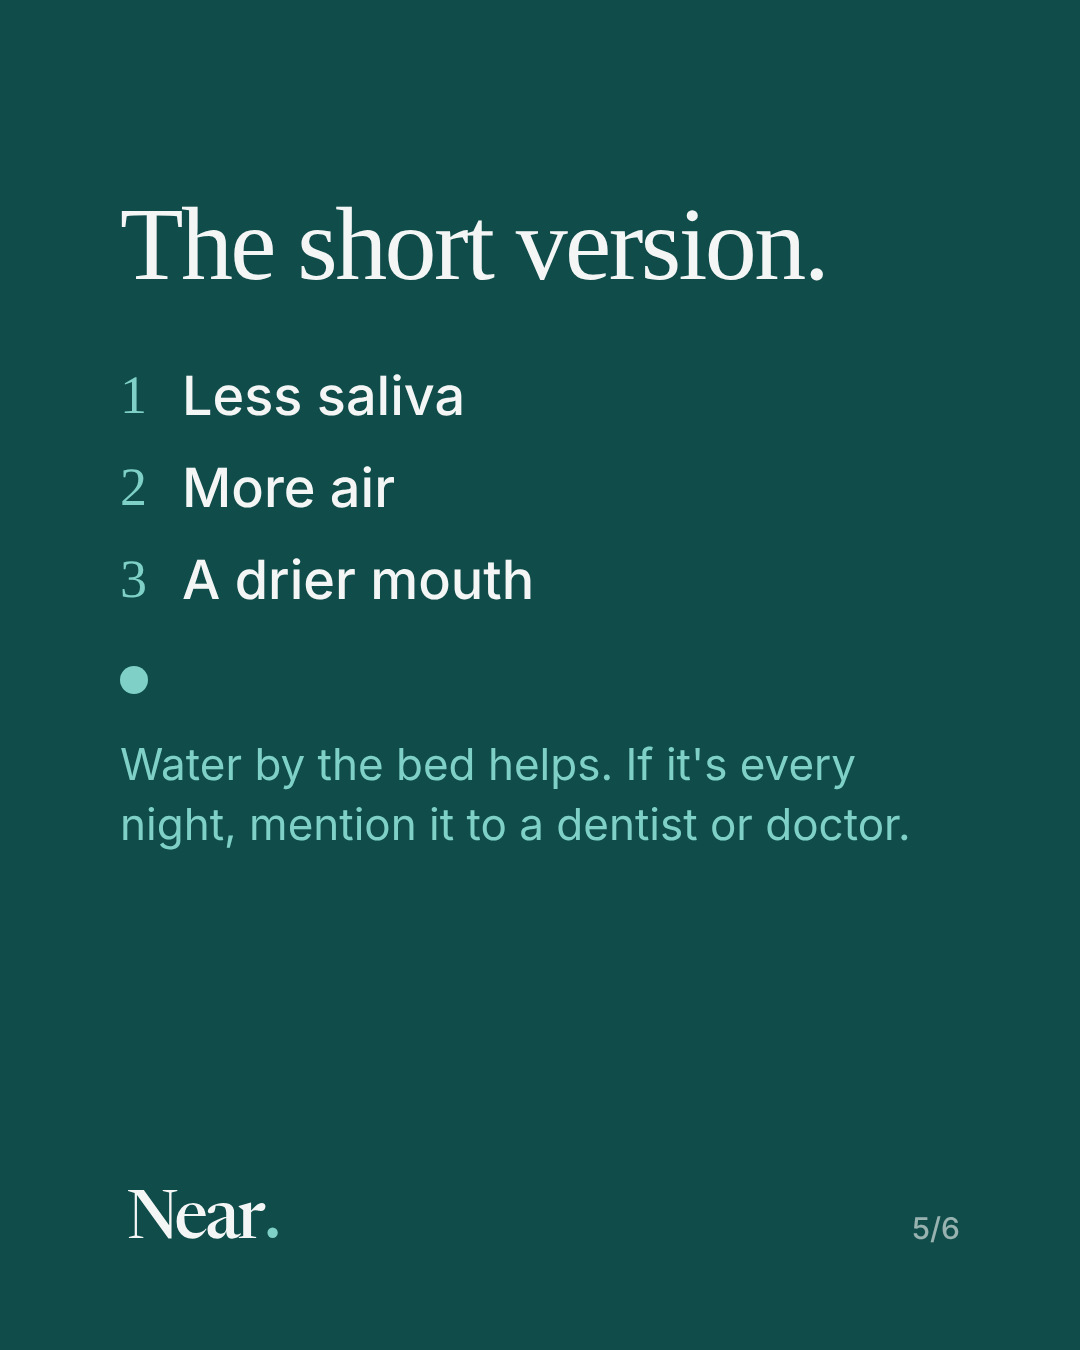 The short version.
1 Less saliva
2 More air
3 A drier mouth
Water by the bed helps. If it's every
night, mention it to a dentist or doctor.
Near.
5/6